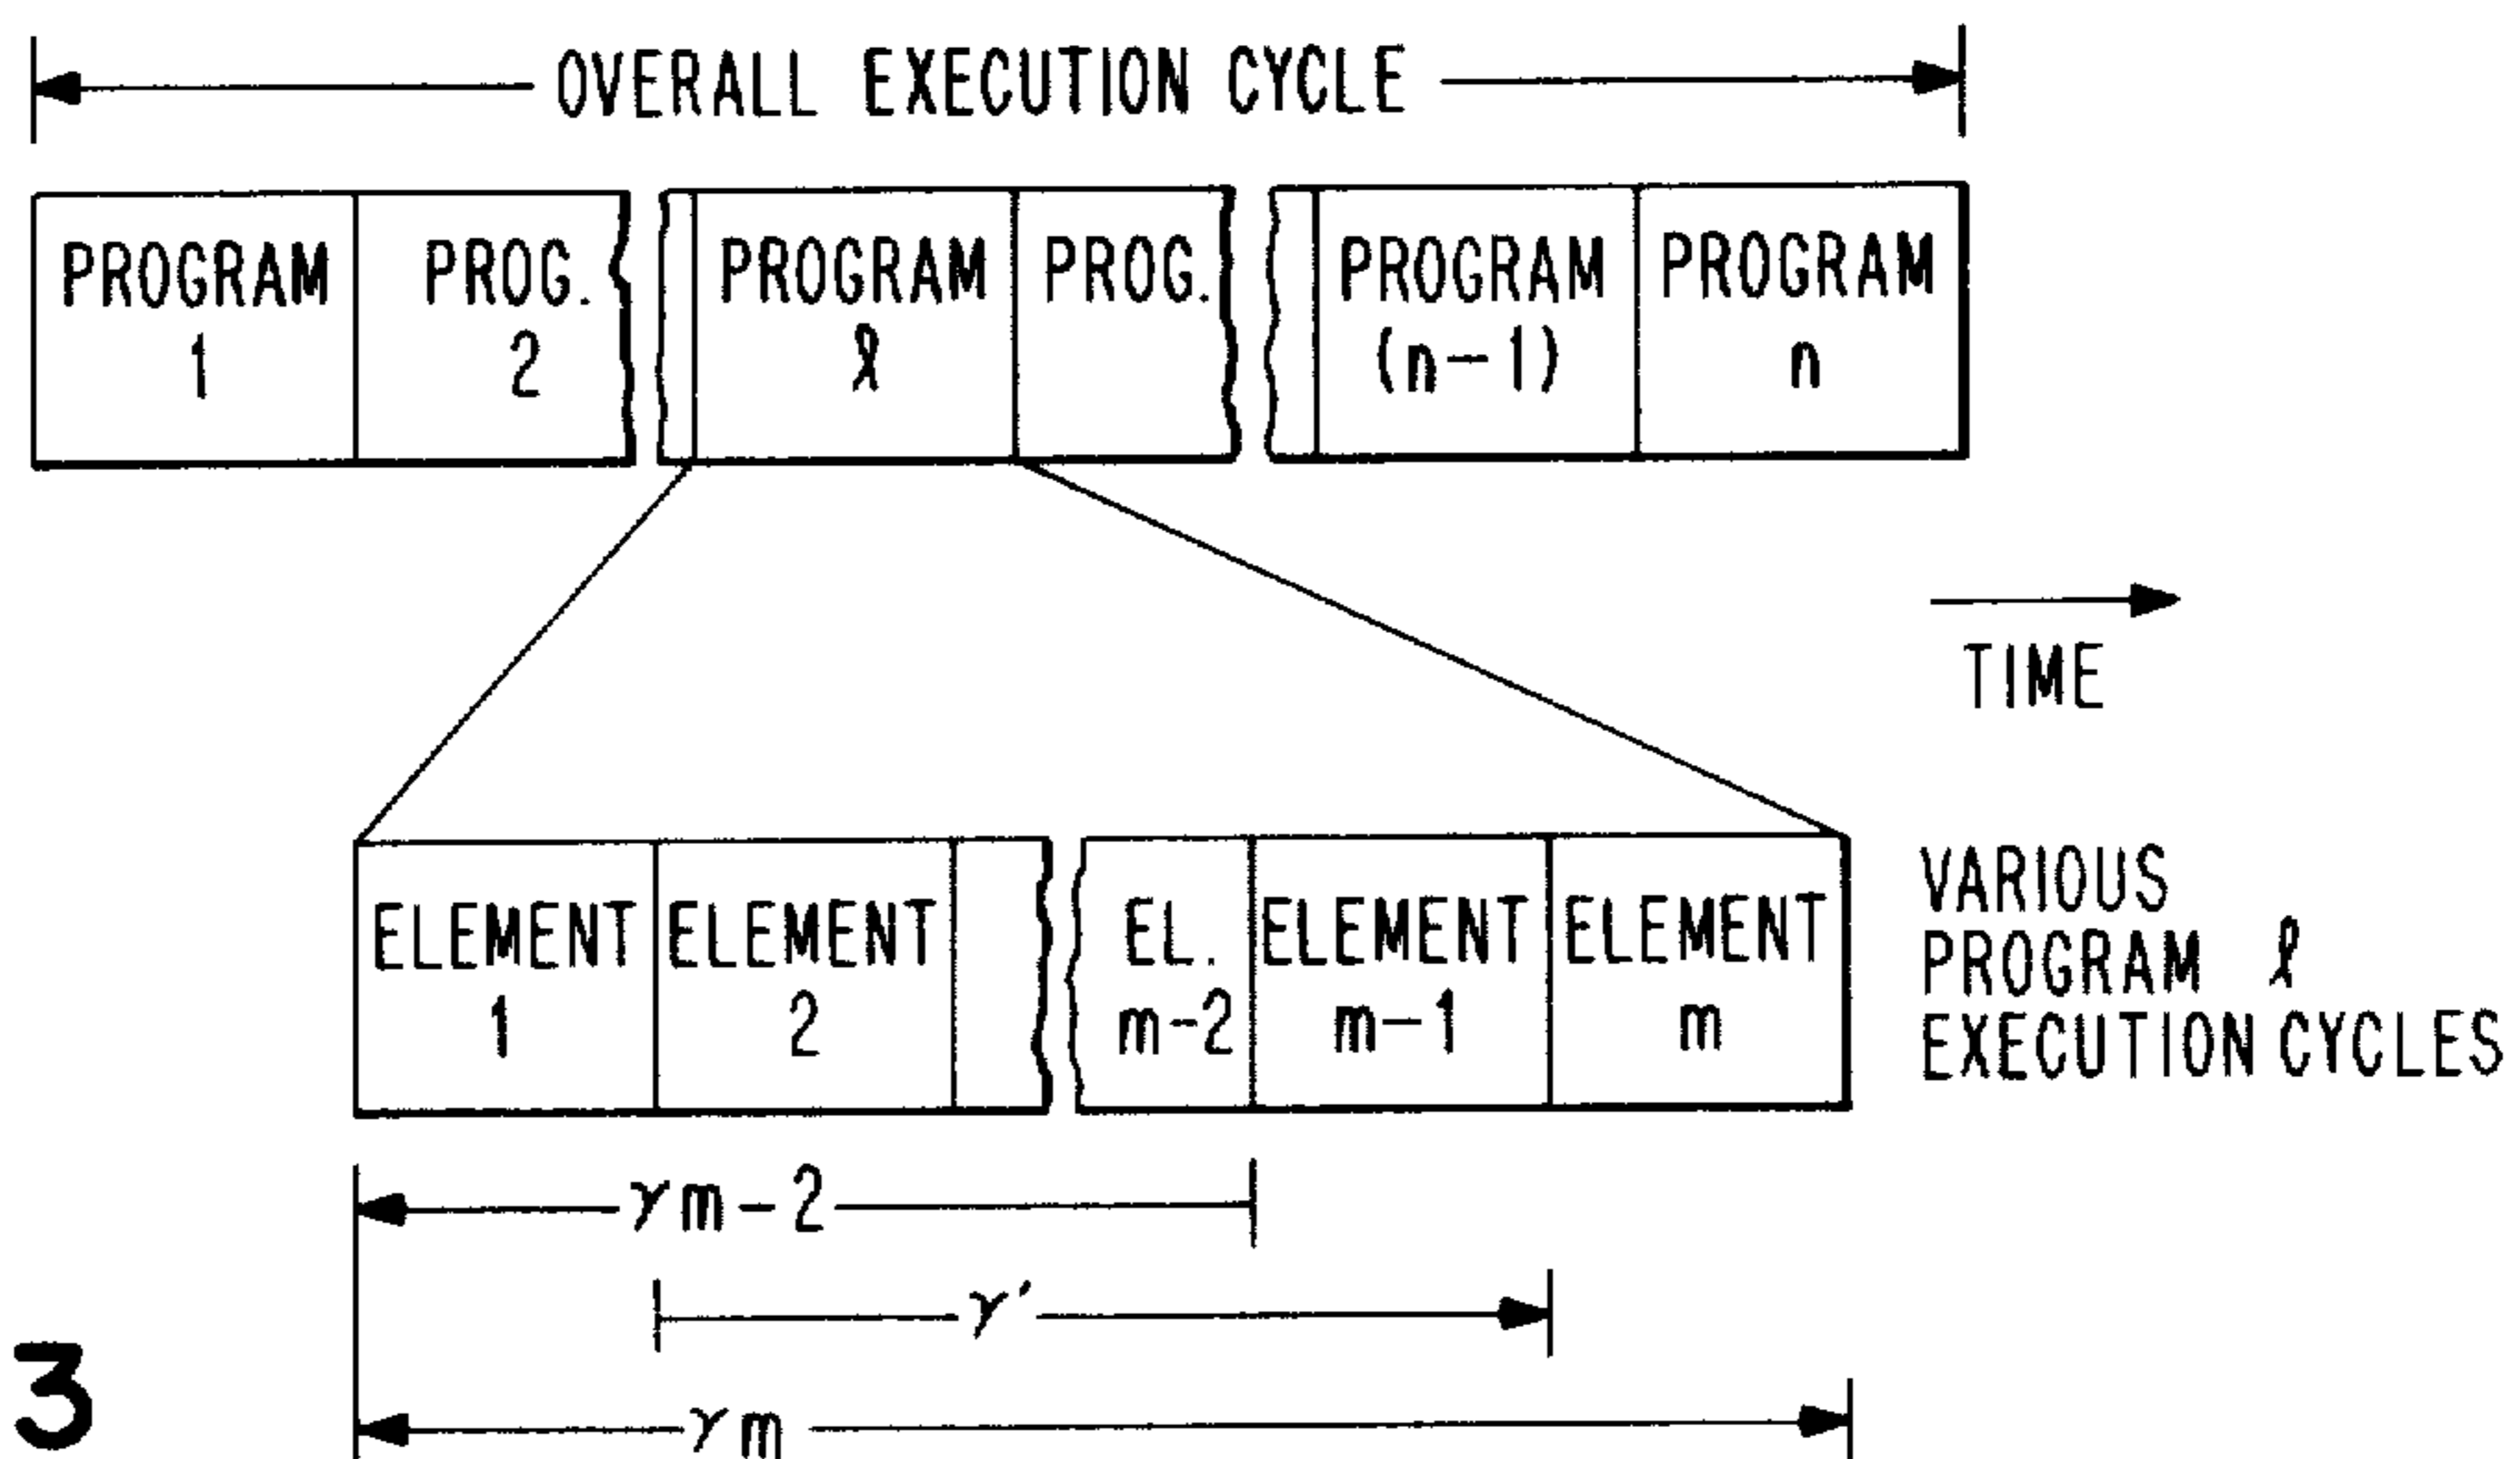 OVERALL EXECUTION CYCLE
PROGRAM 1
PROG. 2
PROGRAM ℓ
PROG.
PROGRAM (n-1)
PROGRAM n
TIME
ELEMENT 1
ELEMENT 2
EL. m-2
ELEMENT m-1
ELEMENT m
VARIOUS
PROGRAM ℓ
EXECUTION CYCLES
γm-2
γ'
γm
3